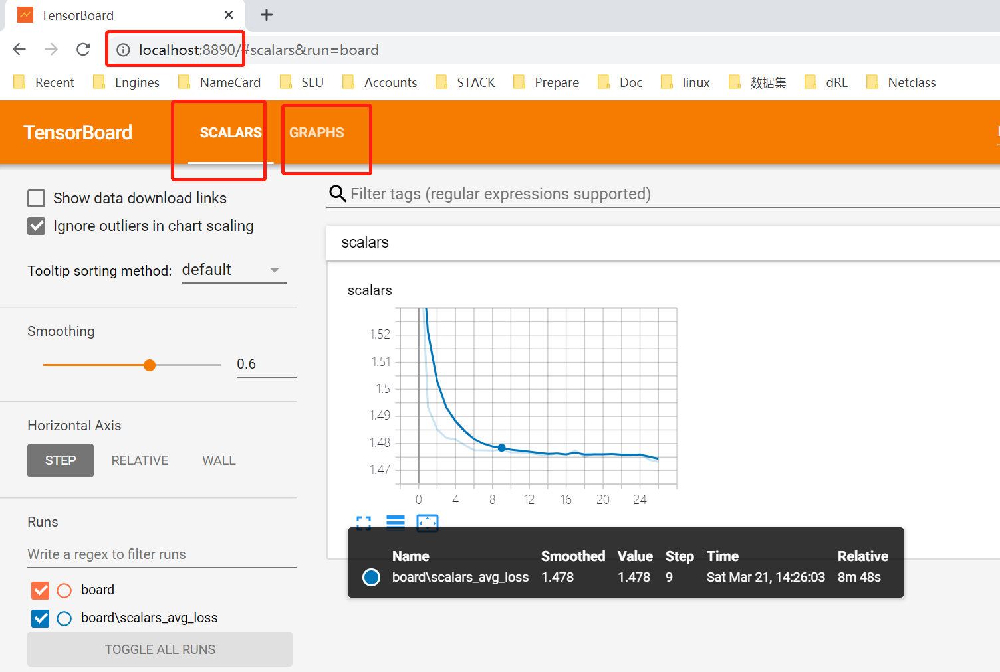 TensorBoard
localhost:8890/#scalars&run=board
Recent Engines NameCard SEU Accounts STACK Prepare Doc linux 数据集 dRL Netclass
TensorBoard SCALARS GRAPHS
Show data download links
Ignore outliers in chart scaling
Tooltip sorting method: default
Smoothing
0.6
Horizontal Axis
STEP RELATIVE WALL
Runs
Write a regex to filter runs
board
board\scalars_avg_loss
TOGGLE ALL RUNS
Filter tags (regular expressions supported)
scalars
scalars
1.52
1.51
1.5
1.49
1.48
1.47
0 4 8 12 16 20 24
Name Smoothed Value Step Time Relative
board\scalars_avg_loss 1.478 1.478 9 Sat Mar 21, 14:26:03 8m 48s